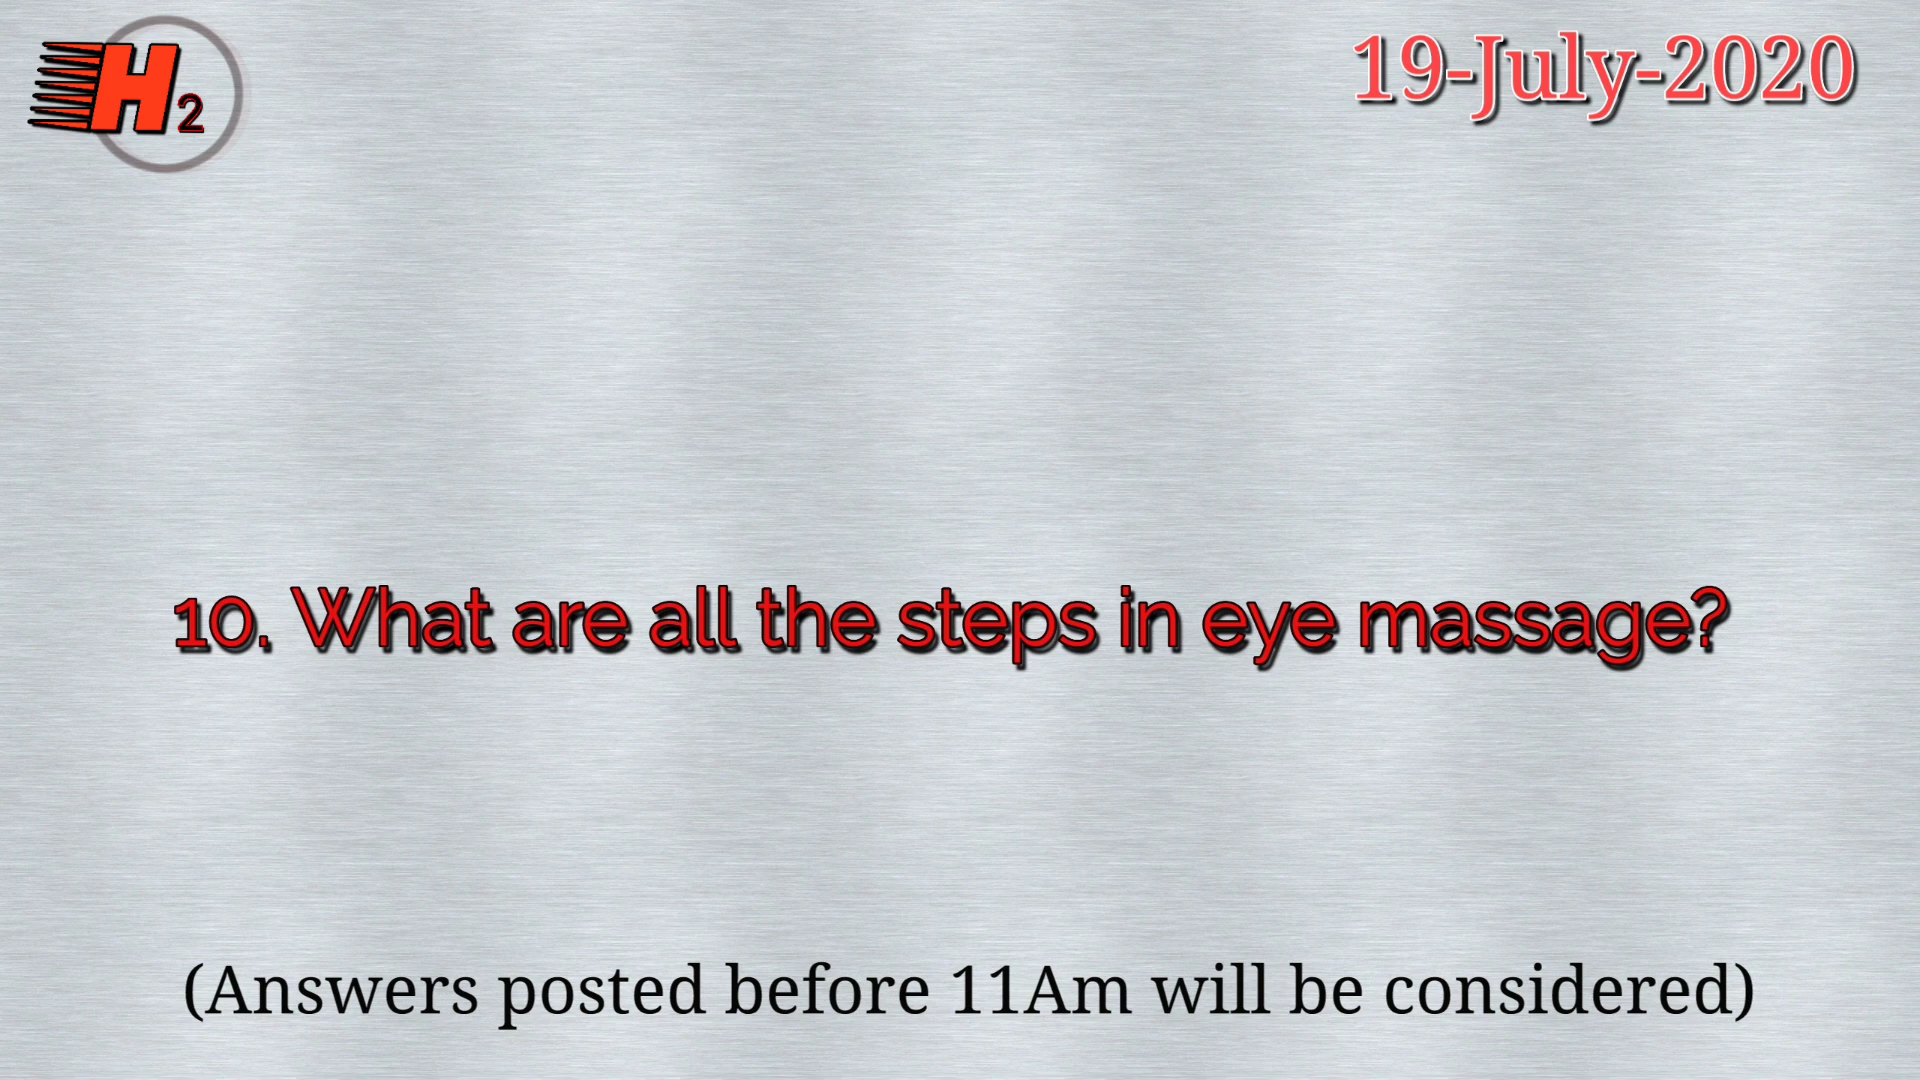 H2
19-July-2020
10. What are all the steps in eye massage?
(Answers posted before 11Am will be considered)